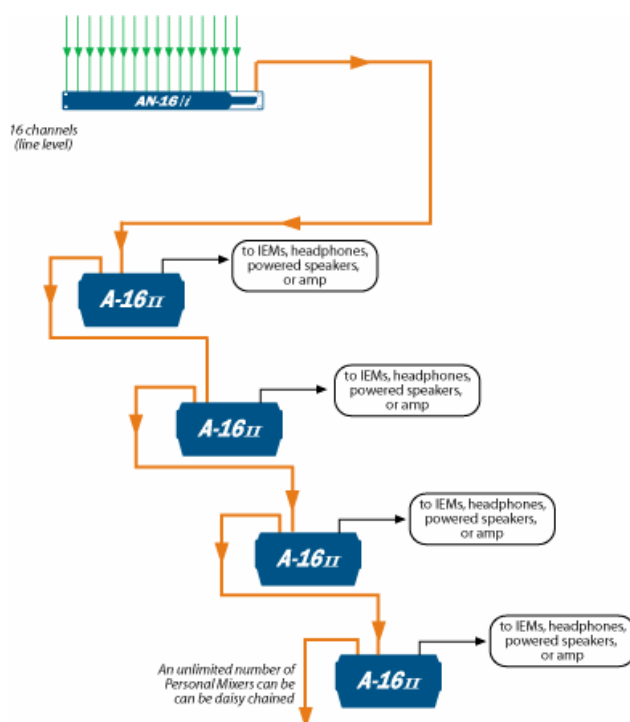 AN-16/i
16 channels
(line level)
to IEMs, headphones,
powered speakers,
or amp
A-16II
to IEMs, headphones,
powered speakers,
or amp
A-16II
to IEMs, headphones,
powered speakers,
or amp
A-16II
to IEMs, headphones,
powered speakers,
or amp
A-16II
An unlimited number of
Personal Mixers can be
can be daisy chained